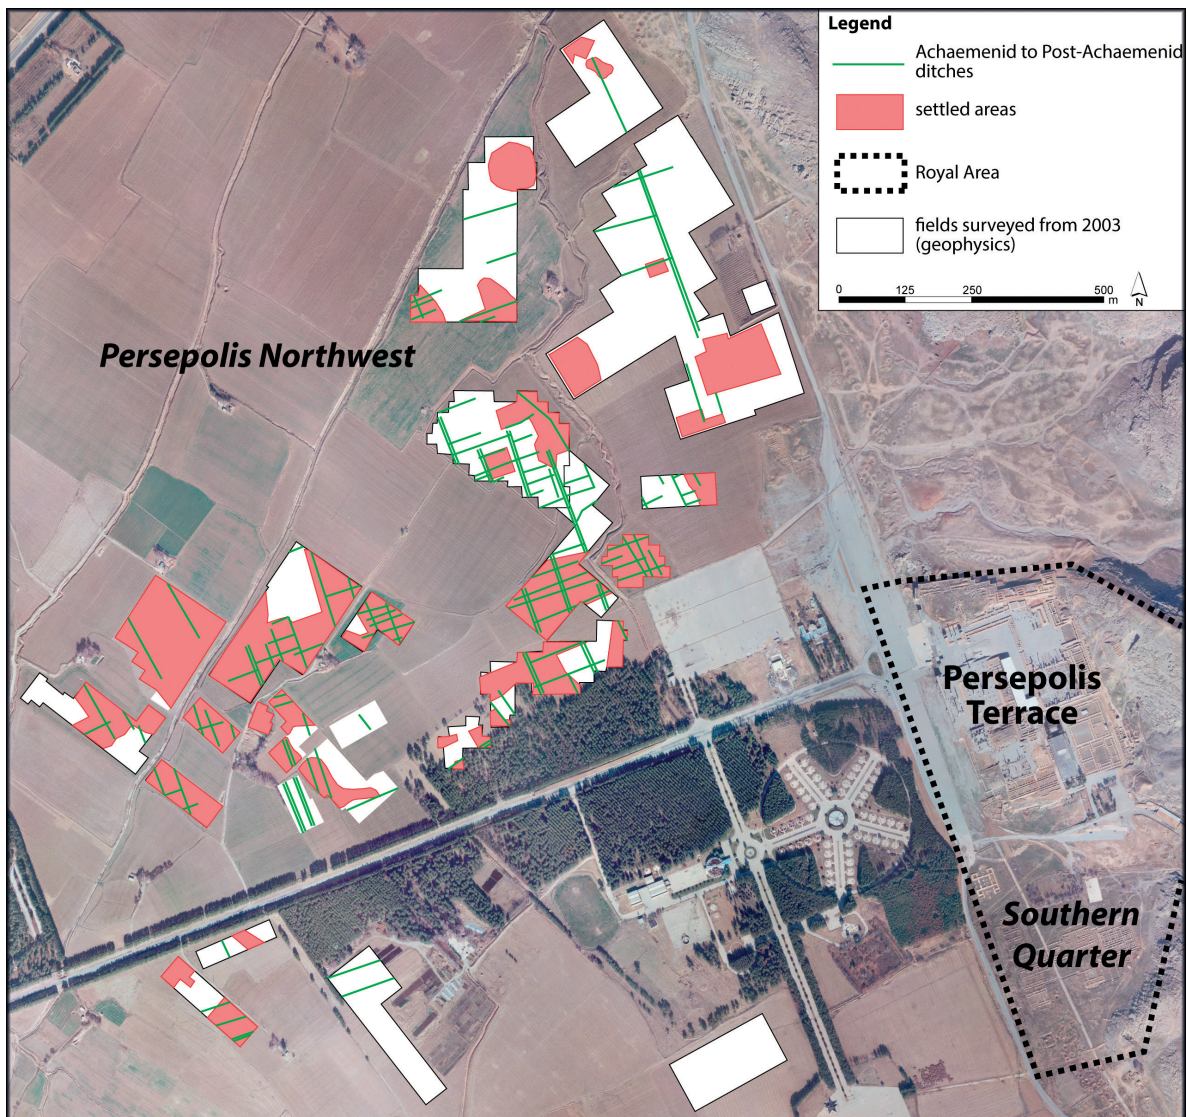 Legend
Achaemenid to Post-Achaemenid
ditches
settled areas
Royal Area
fields surveyed from 2003
(geophysics)
0 125 250 500
m
N
Persepolis Northwest
Persepolis
Terrace
Southern
Quarter